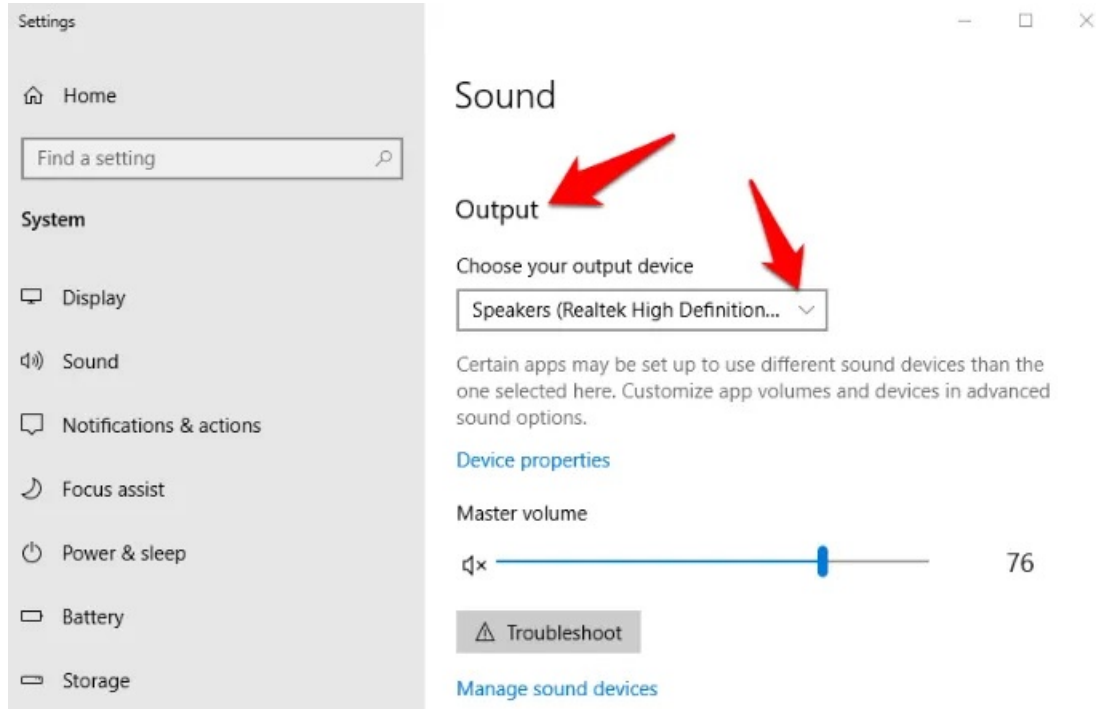 Settings
Home
Find a setting
System
Display
Sound
Notifications & actions
Focus assist
Power & sleep
Battery
Storage
Sound
Output
Choose your output device
Speakers (Realtek High Definition...
Certain apps may be set up to use different sound devices than the
one selected here. Customize app volumes and devices in advanced
sound options.
Device properties
Master volume
76
Troubleshoot
Manage sound devices